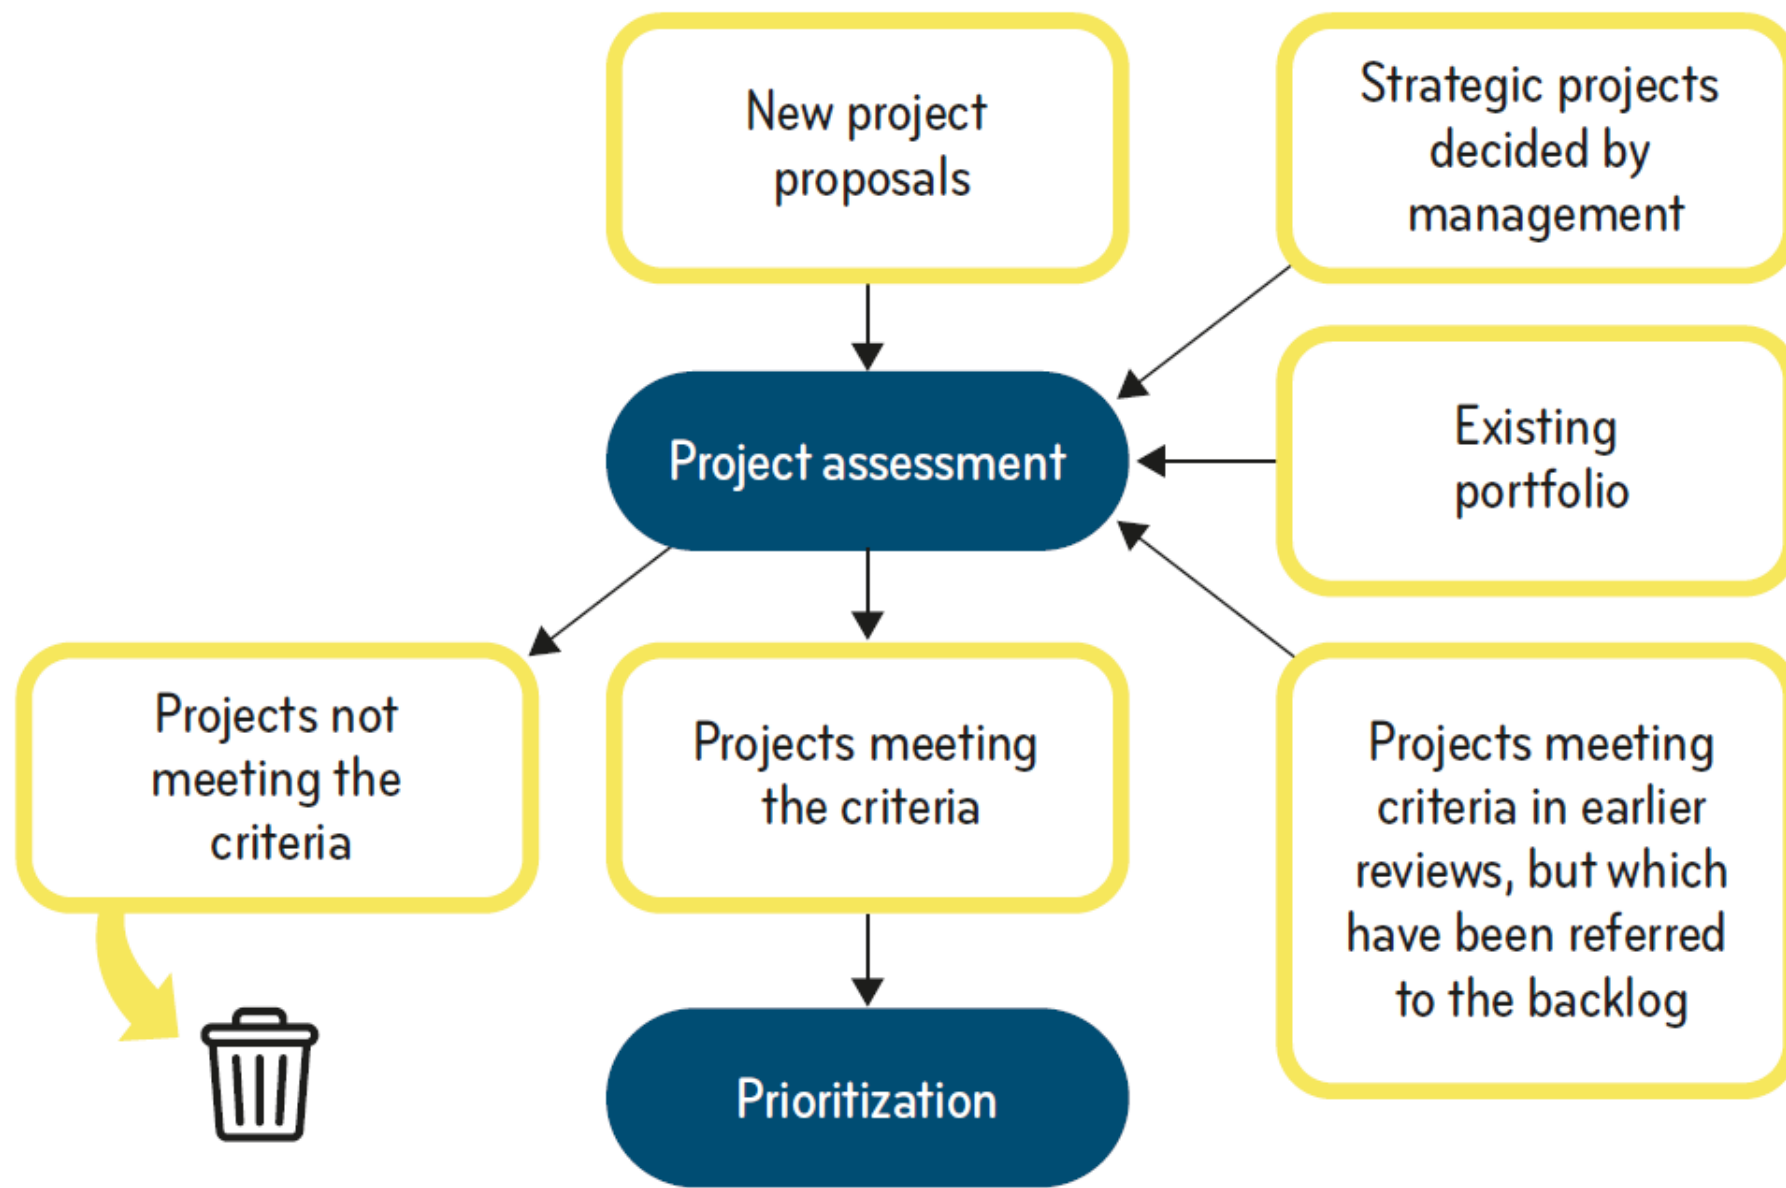 New project
proposals
Strategic projects
decided by
management
Project assessment
Existing
portfolio
Projects not
meeting the
criteria
Projects meeting
the criteria
Projects meeting
criteria in earlier
reviews, but which
have been referred
to the backlog
Prioritization